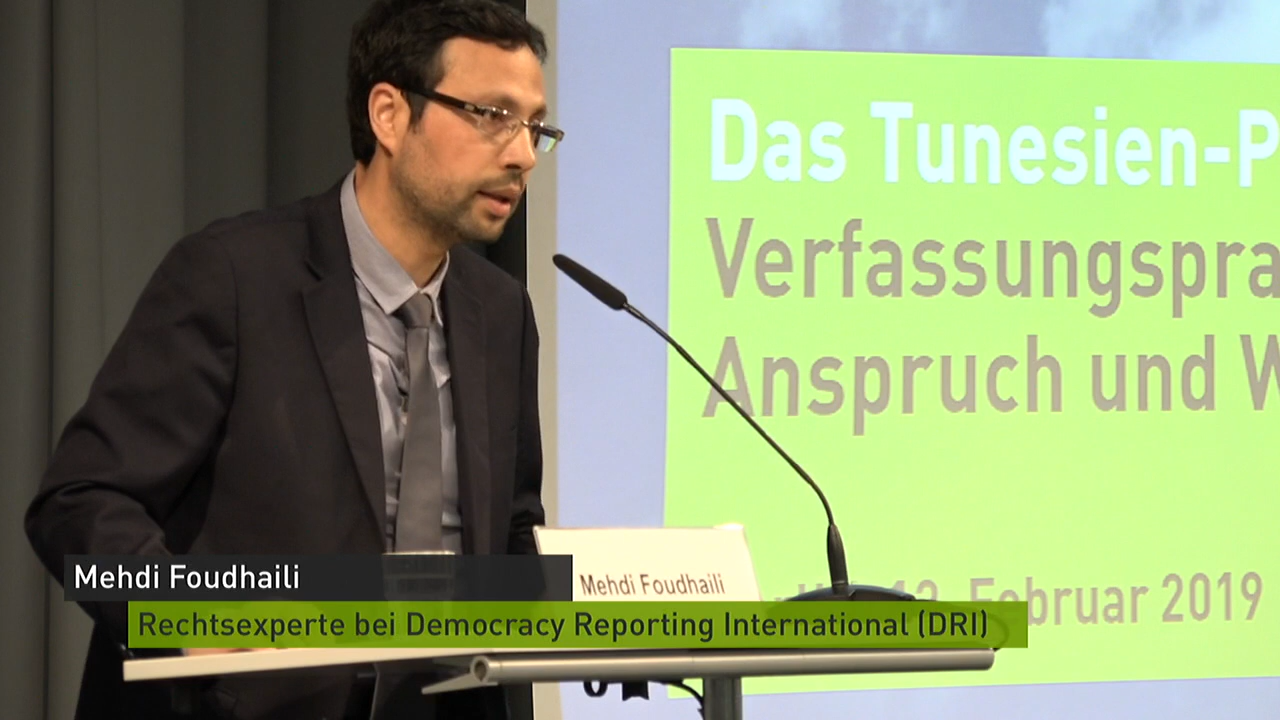 Das Tunesien-P
Verfassungspra
Anspruch und W
Februar 2019
Mehdi Foudhaili
Mehdi Foudhaili
Rechtsexperte bei Democracy Reporting International (DRI)